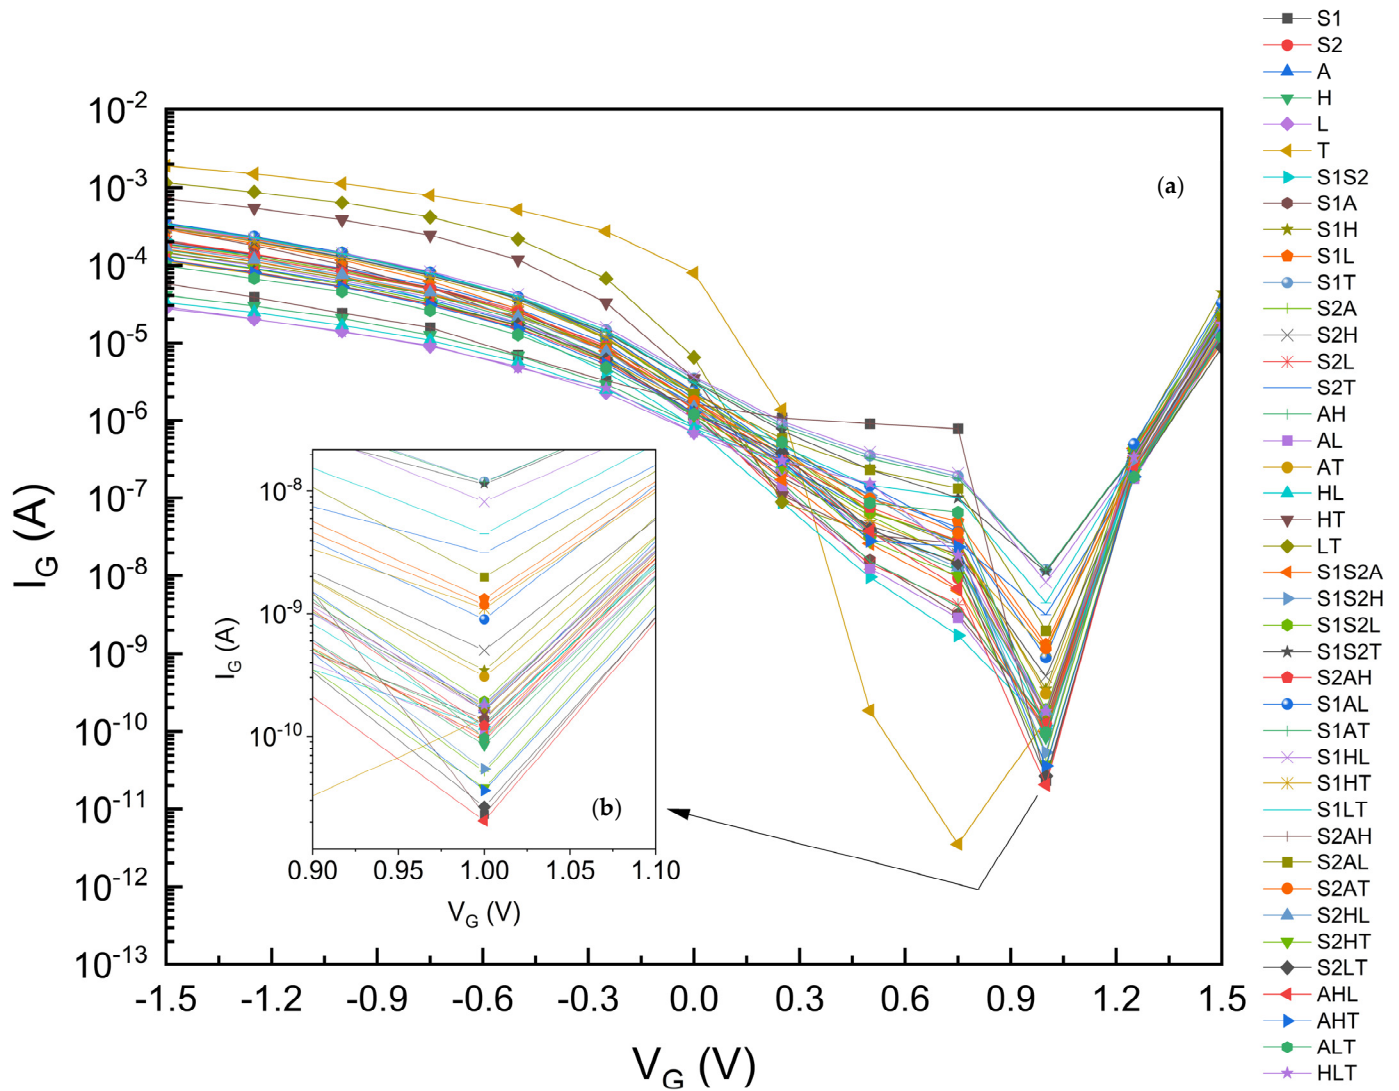 10-2
10-3
10-4
10-5
10-6
10-7
10-8
10-9
10-10
10-11
10-12
10-13
IG (A)
-1.5 -1.2 -0.9 -0.6 -0.3 0.0 0.3 0.6 0.9 1.2 1.5
VG (V)
(a)
10-8
10-9
10-10
IG (A)
(b)
0.90 0.95 1.00 1.05 1.10
VG (V)
S1
S2
A
H
L
T
S1S2
S1A
S1H
S1L
S1T
S2A
S2H
S2L
S2T
AH
AL
AT
HL
HT
LT
S1S2A
S1S2H
S1S2L
S1S2T
S2AH
S1AL
S1AT
S1HL
S1HT
S1LT
S2AH
S2AL
S2AT
S2HL
S2HT
S2LT
AHL
AHT
ALT
HLT